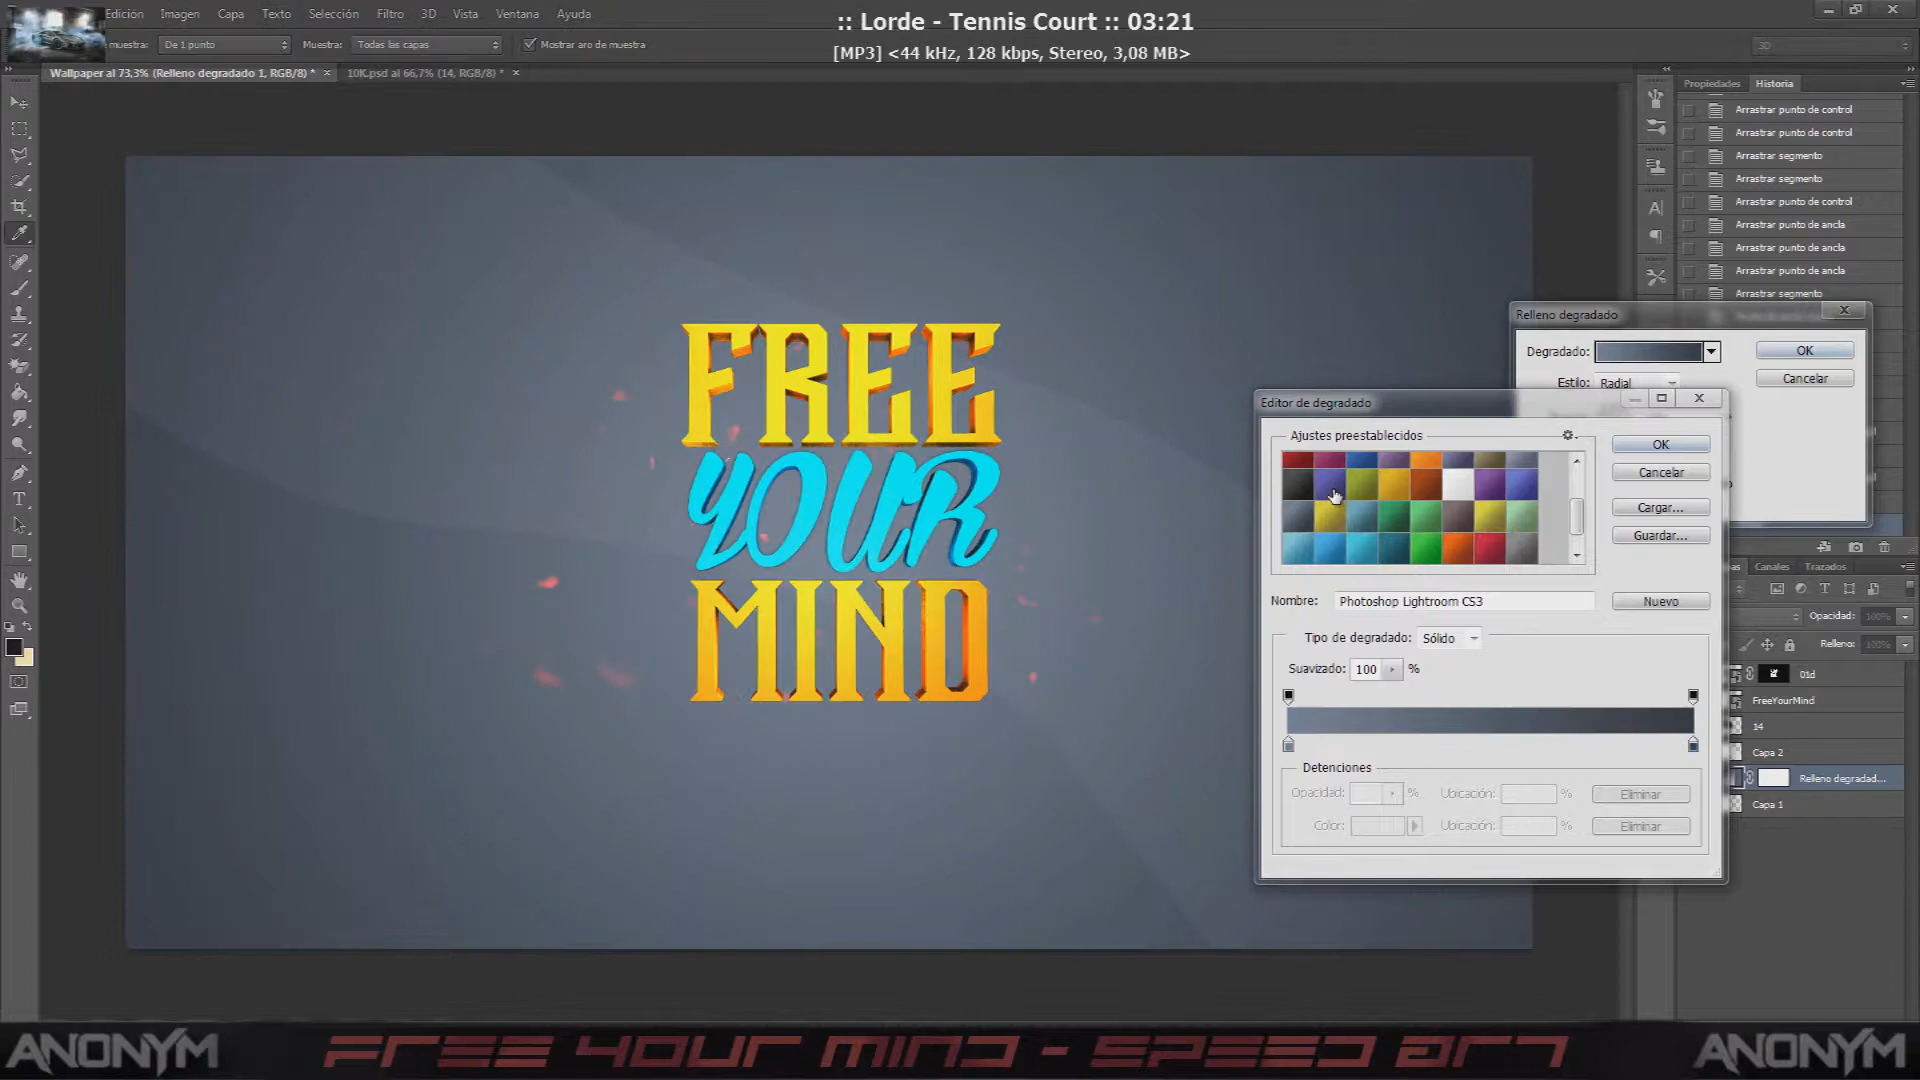 :: Lorde - Tennis Court :: 03:21
[MP3] <44 kHz, 128 kbps, Stereo, 3,08 MB>
Edición Imagen Capa Texto Selección Filtro 3D Vista Ventana Ayuda
muestra: De 1 punto Muestra: Todas las capas Mostrar aro de muestra 3D
Wallpaper al 73,3% (Relleno degradado 1, RGB/8) * × 10K.psd al 66,7% (14, RGB/8) * ×
Propiedades Historia
Arrastrar punto de control
Arrastrar punto de control
Arrastrar segmento
Arrastrar segmento
Arrastrar punto de control
Arrastrar punto de ancla
Arrastrar punto de ancla
Arrastrar punto de ancla
Arrastrar segmento
FREE
YOUR
MIND
Relleno degradado
Degradado: OK
Estilo: Radial Cancelar
Editor de degradado
Ajustes preestablecidos
OK
Cancelar
Cargar...
Guardar...
Nombre: Photoshop Lightroom CS3 Nuevo
Tipo de degradado: Sólido
Suavizado: 100 %
Detenciones
Opacidad: % Ubicación: % Eliminar
Color: Ubicación: % Eliminar
Canales Trazados
Opacidad: 100%
Relleno: 100%
01d
FreeYourMind
14
Capa 2
Relleno degradad...
Capa 1
ANONYM FREE YOUR MIND - SPEED ART ANONYM